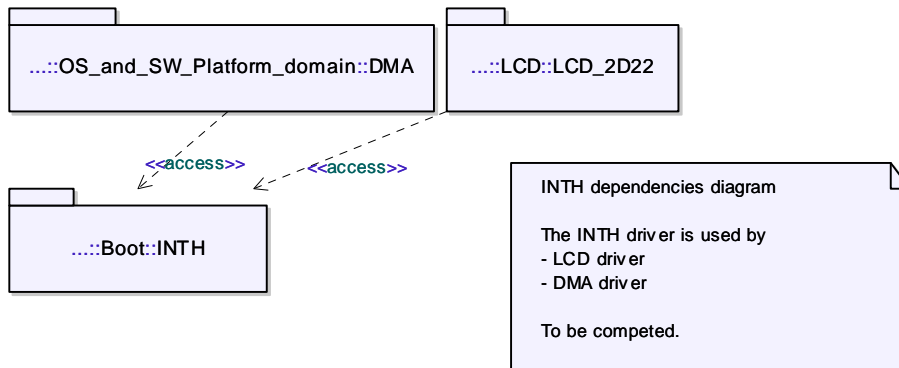 ...::OS_and_SW_Platform_domain::DMA
...::LCD::LCD_2D22
<<access>>
<<access>>
...::Boot::INTH
INTH dependencies diagram
The INTH driver is used by
- LCD driver
- DMA driver
To be competed.